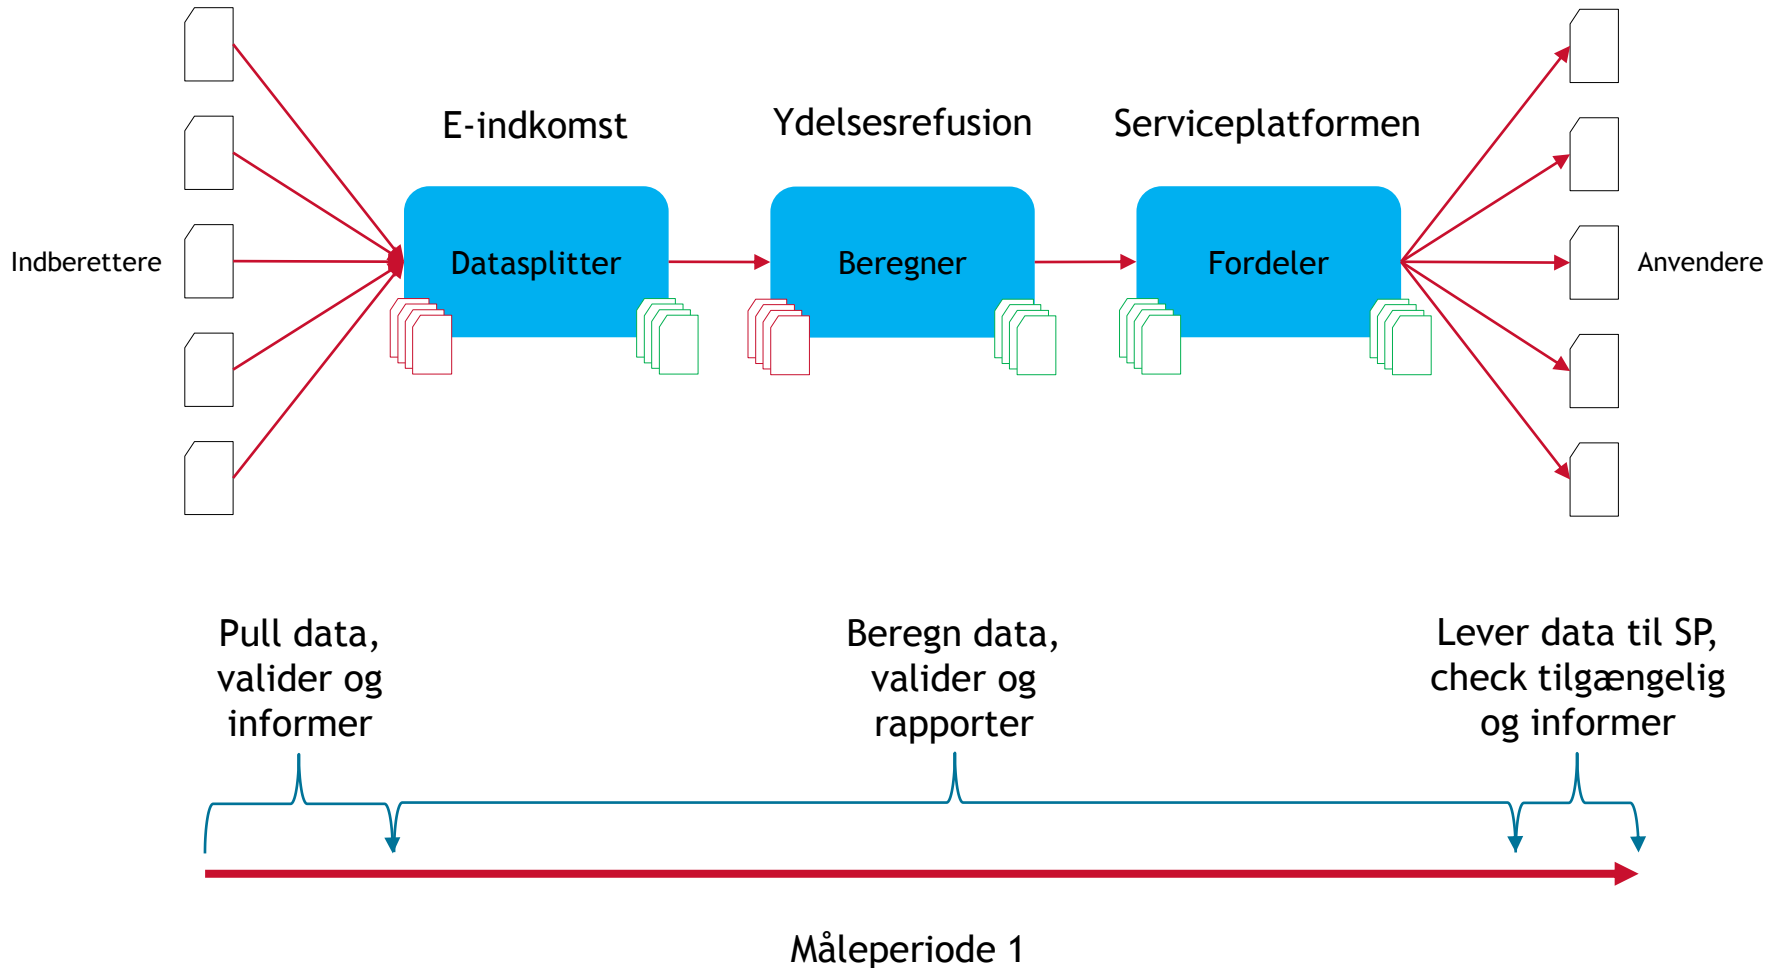 E-indkomst
Ydelsesrefusion
Serviceplatformen
Indberettere
Datasplitter
Beregner
Fordeler
Anvendere
Pull data,
valider og
informer
Beregn data,
valider og
rapporter
Lever data til SP,
check tilgængelig
og informer
Måleperiode 1